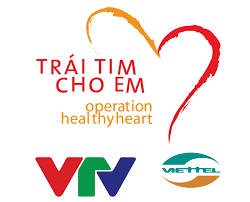 TRÁI TIM
CHO EM
operation
healthyheart
VTV
VIETTEL